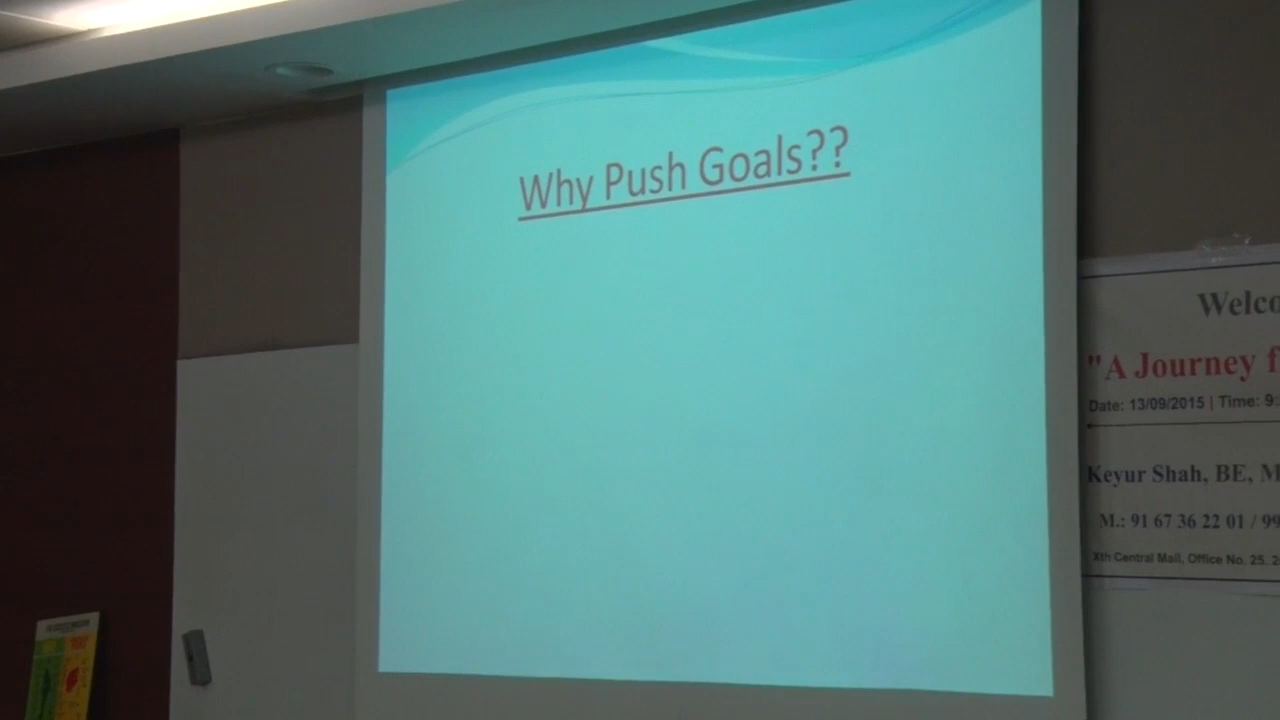 Why Push Goals??
Welco
"A Journey f
Date: 13/09/2015 | Time: 9:
Keyur Shah, BE, M
M.: 91 67 36 22 01 / 99
Xth Central Mall, Office No. 25, 2